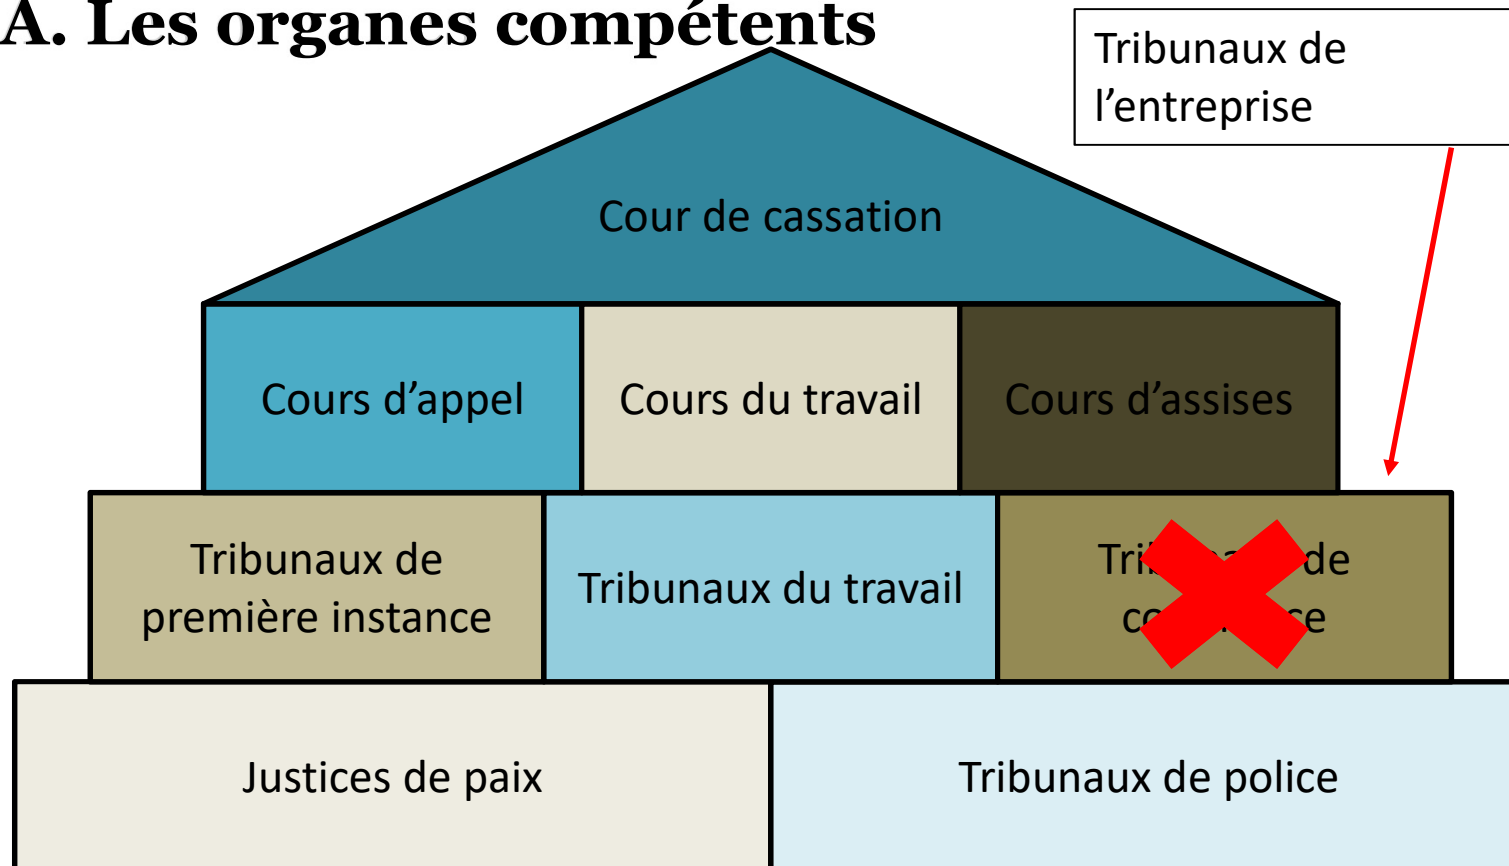 A. Les organes compétents
Tribunaux de
l’entreprise
Cour de cassation
Cours d’appel
Cours du travail
Cours d’assises
Tribunaux de
première instance
Tribunaux du travail
de
Justices de paix
Tribunaux de police